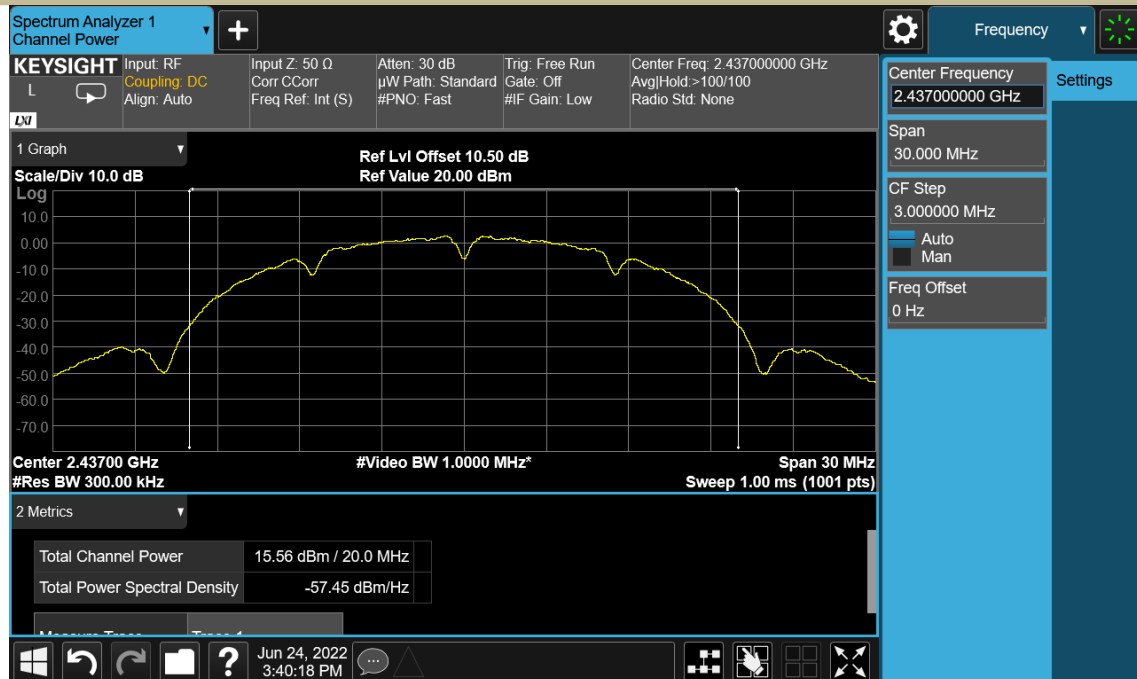 Spectrum Analyzer 1
Channel Power
+
Frequency
KEYSIGHT
L
LXI
Input: RF
Coupling: DC
Align: Auto
Input Z: 50 Ω
Corr CCorr
Freq Ref: Int (S)
Atten: 30 dB
µW Path: Standard
#PNO: Fast
Trig: Free Run
Gate: Off
#IF Gain: Low
Center Freq: 2.437000000 GHz
Avg|Hold:>100/100
Radio Std: None
Center Frequency
2.437000000 GHz
Settings
Span
30.000 MHz
CF Step
3.000000 MHz
Auto
Man
Freq Offset
0 Hz
1 Graph
Scale/Div 10.0 dB
Ref Lvl Offset 10.50 dB
Ref Value 20.00 dBm
Log
10.0
0.00
-10.0
-20.0
-30.0
-40.0
-50.0
-60.0
-70.0
Center 2.43700 GHz
#Video BW 1.0000 MHz*
Span 30 MHz
#Res BW 300.00 kHz
Sweep 1.00 ms (1001 pts)
2 Metrics
Total Channel Power 15.56 dBm / 20.0 MHz
Total Power Spectral Density -57.45 dBm/Hz
Measure Trace Trace 1
?
Jun 24, 2022
3:40:18 PM